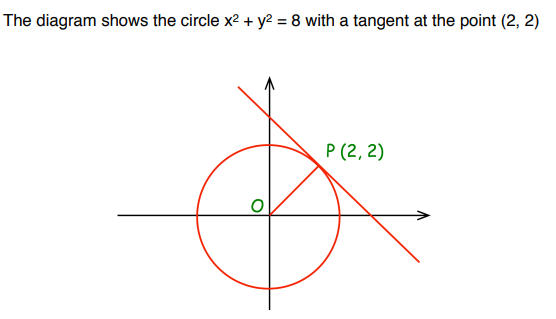 The diagram shows the circle x² + y² = 8 with a tangent at the point (2, 2)
P (2, 2)
O